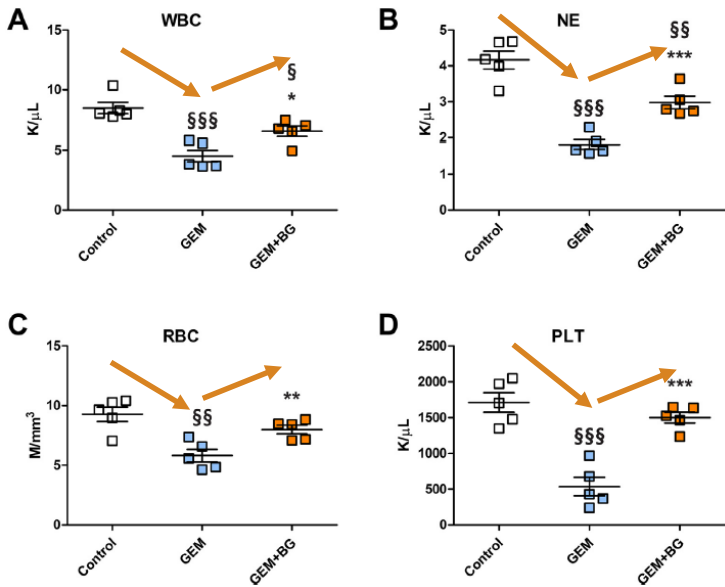 A
WBC
K/μL
15
10
5
0
§§§
§
*
Control
GEM
GEM+BG
B
NE
K/μL
5
4
3
2
1
0
§§§
§§
***
Control
GEM
GEM+BG
C
RBC
M/mm³
15
10
5
0
§§
**
Control
GEM
GEM+BG
D
PLT
K/μL
2500
2000
1500
1000
500
0
§§§
***
Control
GEM
GEM+BG